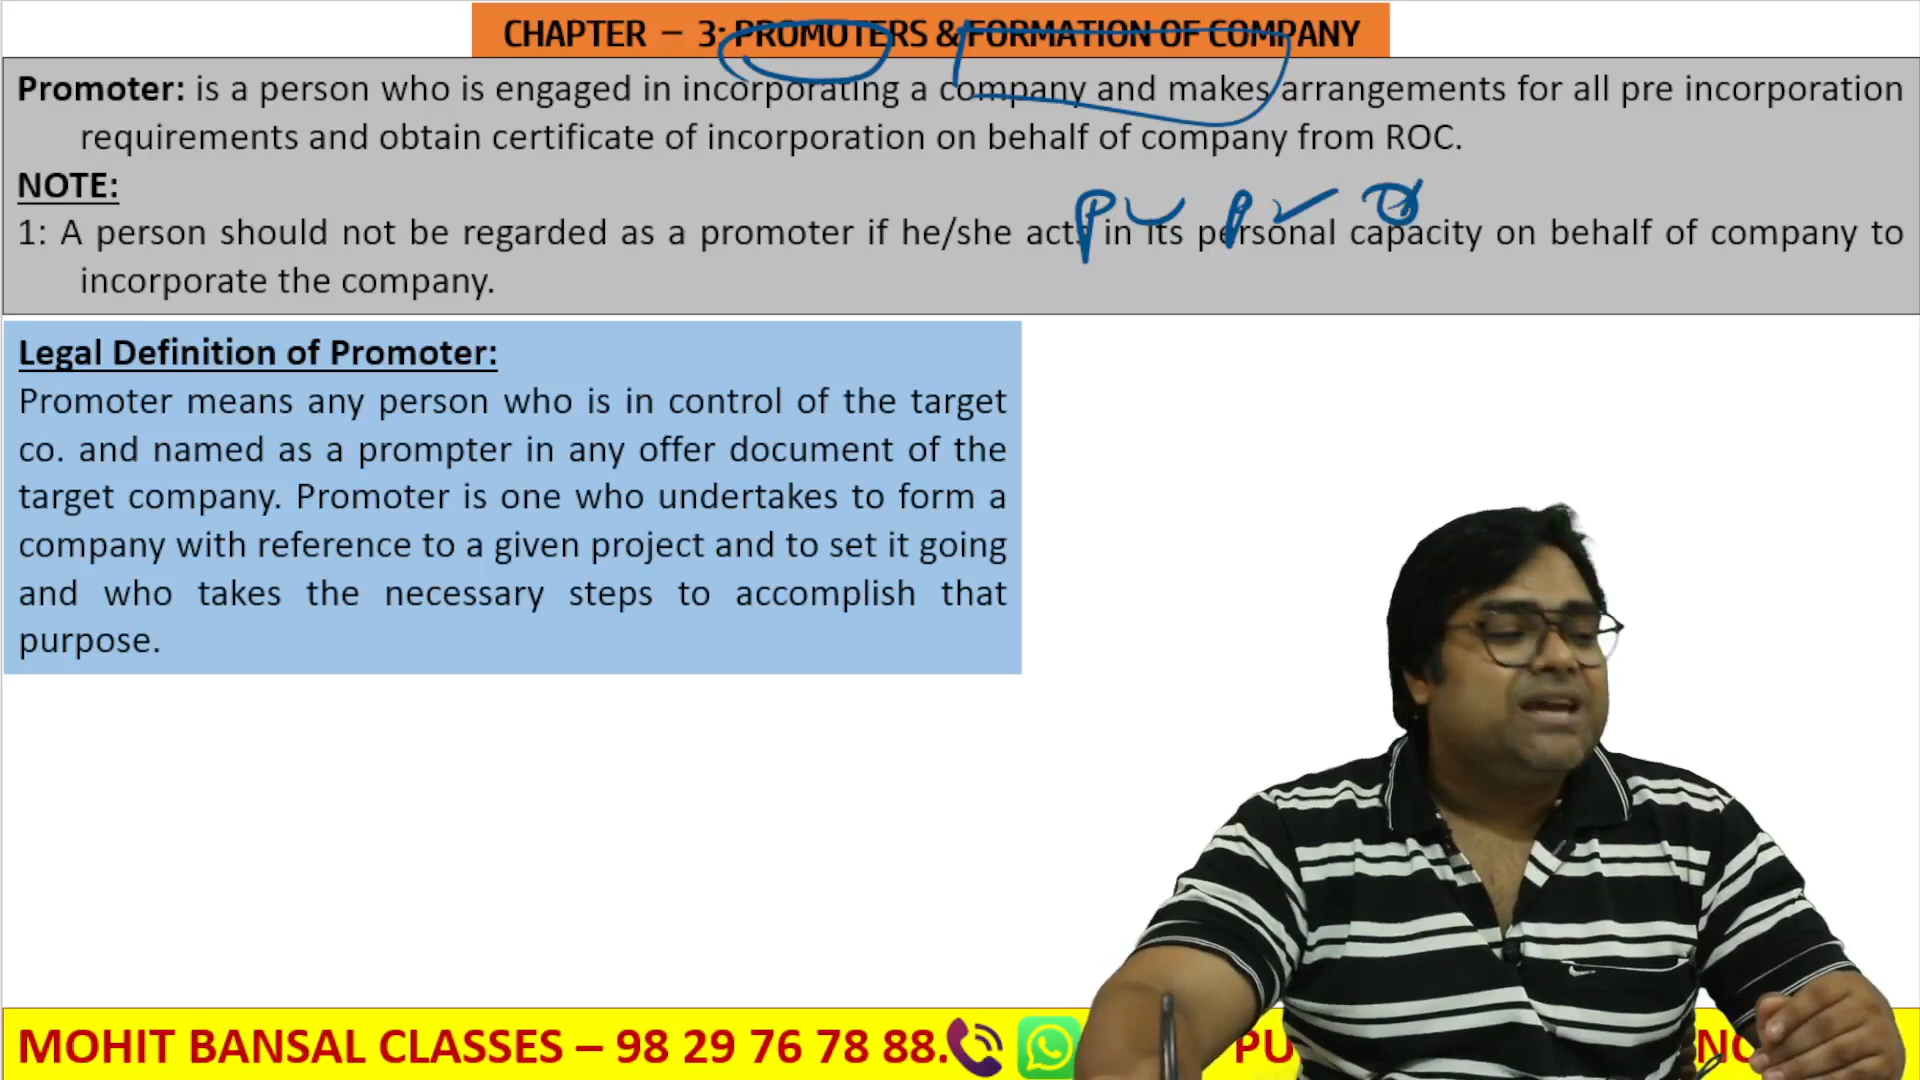 CHAPTER – 3: PROMOTERS & FORMATION OF COMPANY
Promoter: is a person who is engaged in incorporating a company and makes arrangements for all pre incorporation
requirements and obtain certificate of incorporation on behalf of company from ROC.
NOTE:
P P
1: A person should not be regarded as a promoter if he/she acts in its personal capacity on behalf of company to
incorporate the company.
Legal Definition of Promoter:
Promoter means any person who is in control of the target
co. and named as a prompter in any offer document of the
target company. Promoter is one who undertakes to form a
company with reference to a given project and to set it going
and who takes the necessary steps to accomplish that
purpose.
MOHIT BANSAL CLASSES – 98 29 76 78 88.